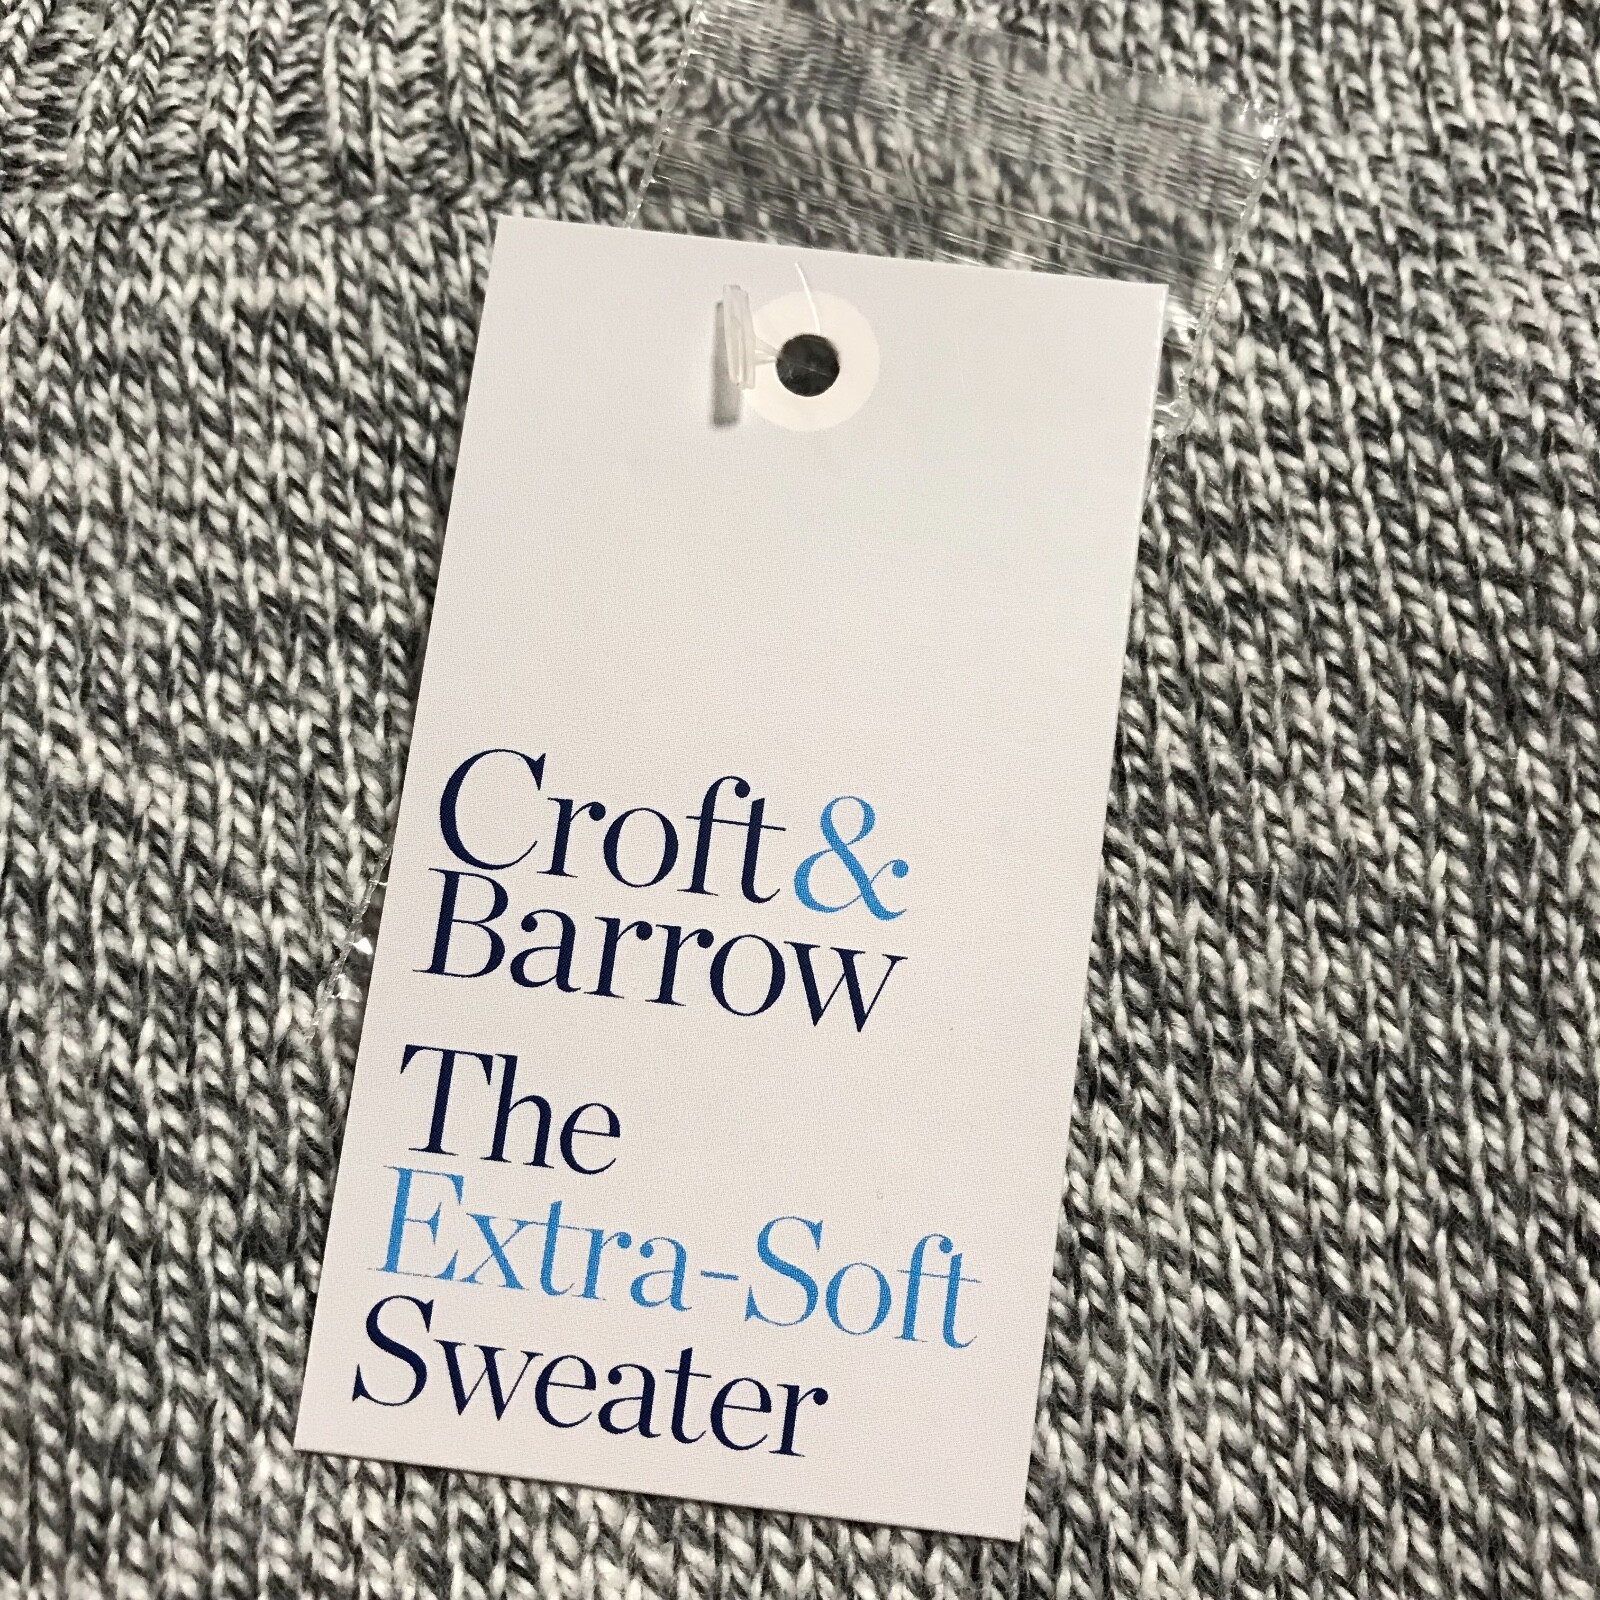 Croft &
Barrow
The
Extra-Soft
Sweater